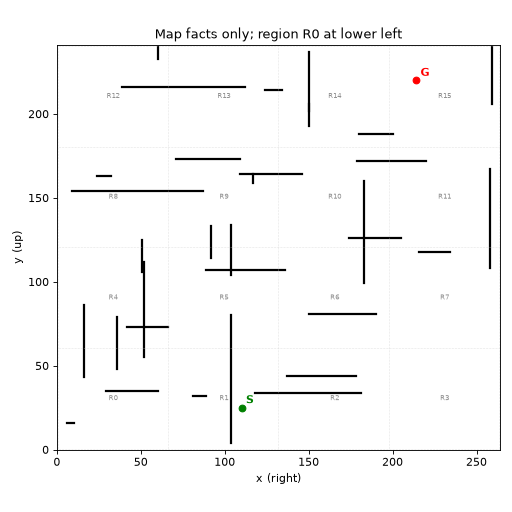 Map facts only; region R0 at lower left
G
R12 R13 R14 R15
200
R8 R9 R10 R11
150
y (up)
100
R4 R5 R6 R7
50
S
R0 R1 R2 R3
0
0 50 100 150 200 250
x (right)